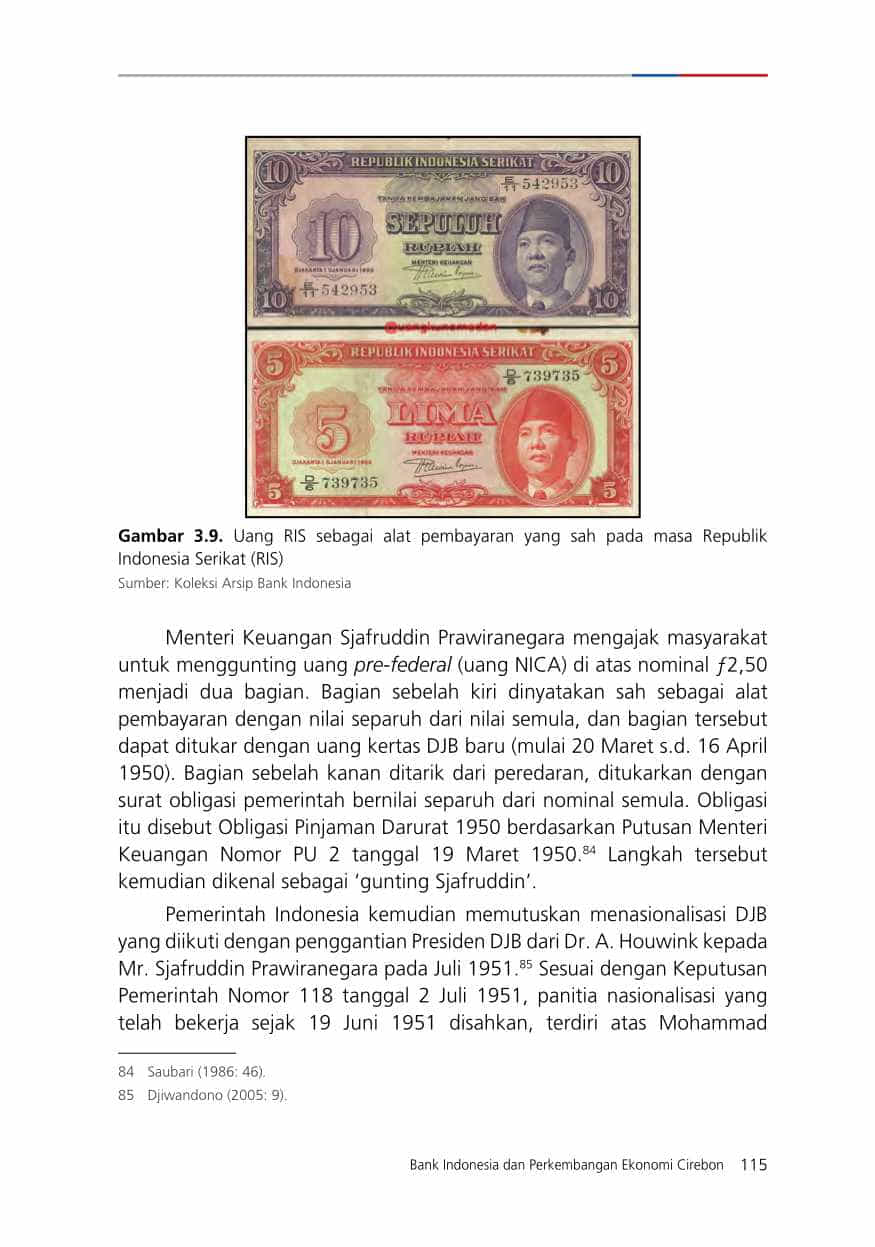 10 REPUBLIK INDONESIA SERIKAT 10
E/11 542953
TANDA PEMBAJARAN JANG SAH
10 SEPULUH
RUPIAH
MENTERI KEUANGAN
DJAKARTA 1 DJANUARI 1950
E/11 542953
10 10
@uangkunomedan
5 REPUBLIK INDONESIA SERIKAT 5
D/6 739735
TANDA PEMBAJARAN JANG SAH
5 LIMA
RUPIAH
MENTERI KEUANGAN
DJAKARTA 1 DJANUARI 1950
D/6 739735
5 5
Gambar 3.9. Uang RIS sebagai alat pembayaran yang sah pada masa Republik
Indonesia Serikat (RIS)
Sumber: Koleksi Arsip Bank Indonesia
Menteri Keuangan Sjafruddin Prawiranegara mengajak masyarakat
untuk menggunting uang pre-federal (uang NICA) di atas nominal ƒ2,50
menjadi dua bagian. Bagian sebelah kiri dinyatakan sah sebagai alat
pembayaran dengan nilai separuh dari nilai semula, dan bagian tersebut
dapat ditukar dengan uang kertas DJB baru (mulai 20 Maret s.d. 16 April
1950). Bagian sebelah kanan ditarik dari peredaran, ditukarkan dengan
surat obligasi pemerintah bernilai separuh dari nominal semula. Obligasi
itu disebut Obligasi Pinjaman Darurat 1950 berdasarkan Putusan Menteri
Keuangan Nomor PU 2 tanggal 19 Maret 1950.84 Langkah tersebut
kemudian dikenal sebagai ‘gunting Sjafruddin’.
Pemerintah Indonesia kemudian memutuskan menasionalisasi DJB
yang diikuti dengan penggantian Presiden DJB dari Dr. A. Houwink kepada
Mr. Sjafruddin Prawiranegara pada Juli 1951.85 Sesuai dengan Keputusan
Pemerintah Nomor 118 tanggal 2 Juli 1951, panitia nasionalisasi yang
telah bekerja sejak 19 Juni 1951 disahkan, terdiri atas Mohammad
84 Saubari (1986: 46).
85 Djiwandono (2005: 9).
Bank Indonesia dan Perkembangan Ekonomi Cirebon 115